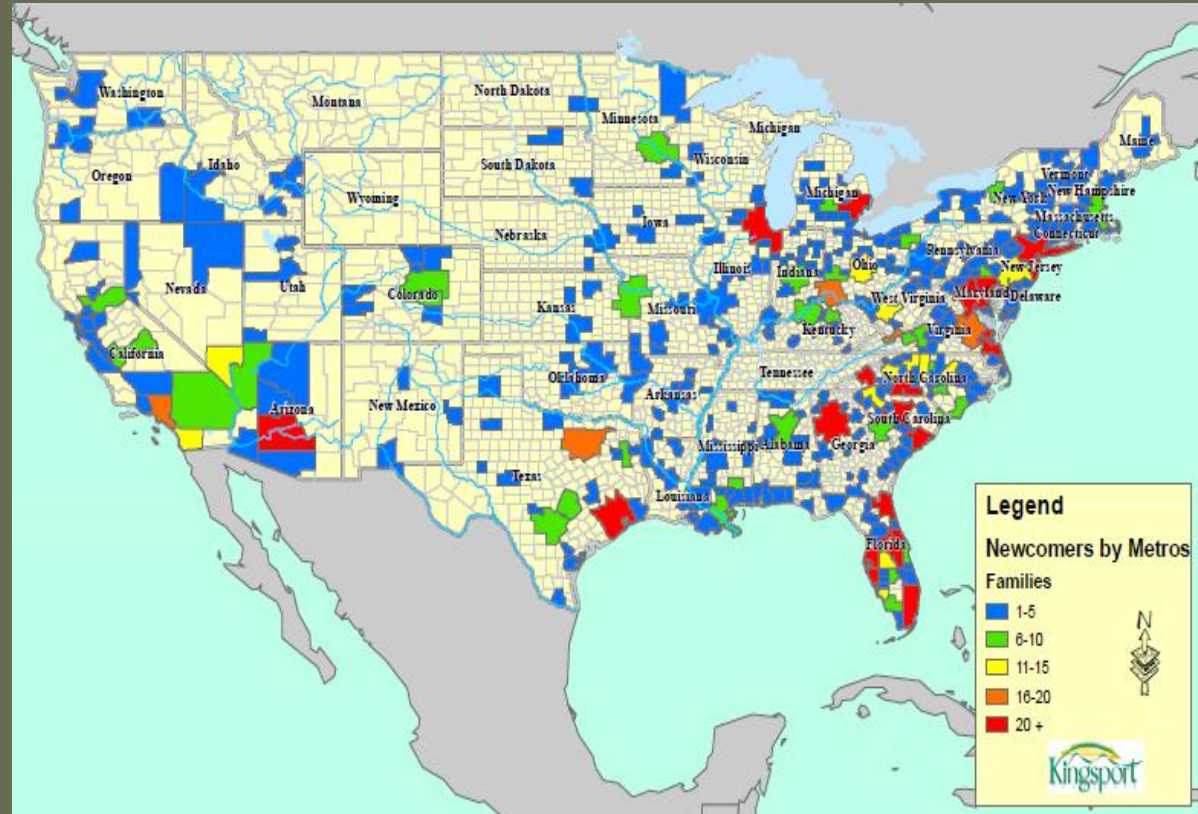 Washington
Montana
North Dakota
Minnesota
Michigan
Maine
Oregon
Idaho
South Dakota
Wisconsin
Vermont
Wyoming
Michigan
New York
New Hampshire
Massachusetts
Connecticut
Iowa
Nebraska
Pennsylvania
Nevada
Utah
Colorado
Illinois
Indiana
Ohio
New Jersey
Kansas
Missouri
West Virginia
Maryland
Delaware
California
Kentucky
Virginia
Oklahoma
Tennessee
North Carolina
Arizona
New Mexico
Arkansas
South Carolina
Mississippi
Alabama
Georgia
Texas
Louisiana
Florida
Legend
Newcomers by Metros
Families
1-5
6-10
11-15
16-20
20 +
N
Kingsport